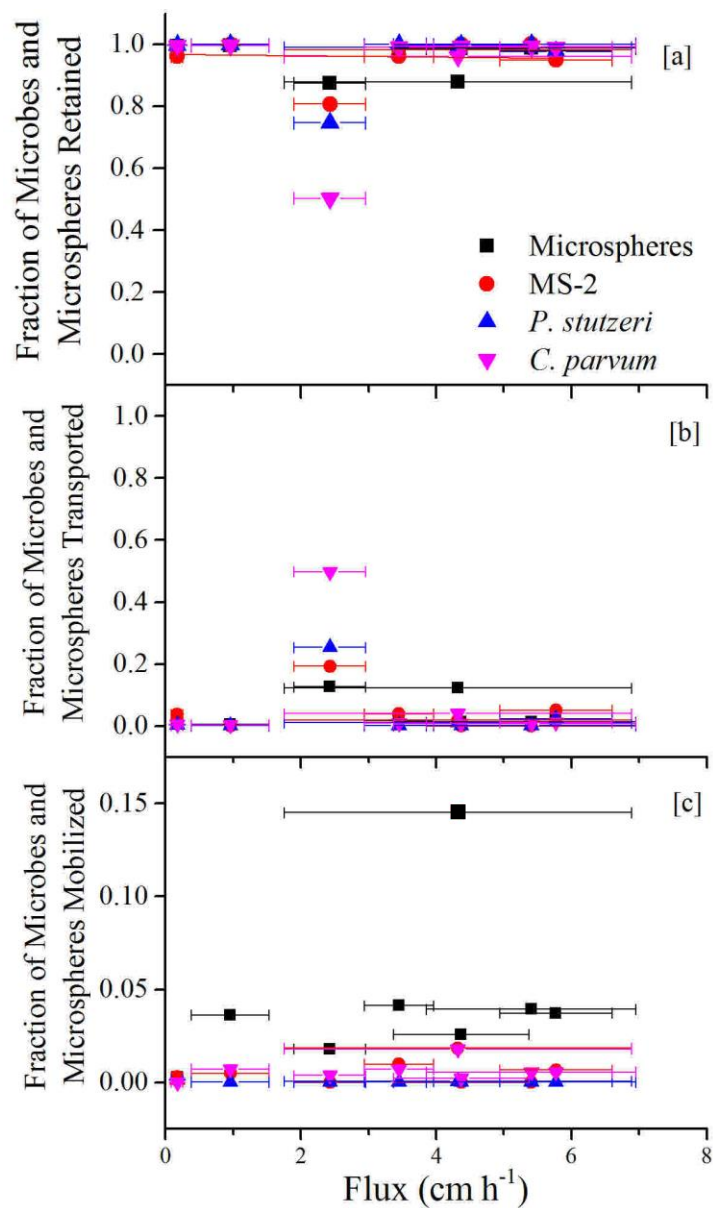 Fraction of Microbes and
Microspheres Retained
1.0
0.8
0.6
0.4
0.2
0.0
[a]
Microspheres
MS-2
P. stutzeri
C. parvum
Fraction of Microbes and
Microspheres Transported
1.0
0.8
0.6
0.4
0.2
0.0
[b]
Fraction of Microbes and
Microspheres Mobilized
0.15
0.10
0.05
0.00
[c]
0
2
4
6
8
Flux (cm h⁻¹)